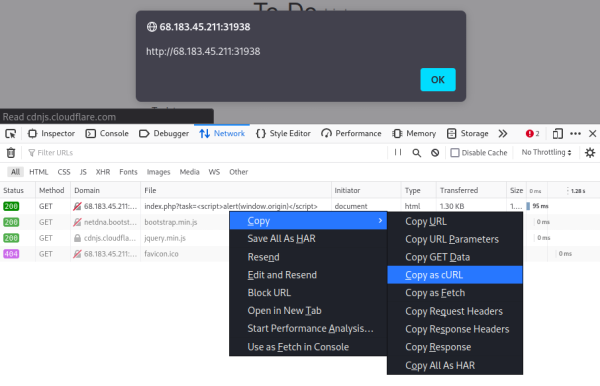 To-Do
68.183.45.211:31938
http://68.183.45.211:31938
OK
Read cdnjs.cloudflare.com
Inspector Console Debugger Network Style Editor Performance Memory Storage 2
Filter URLs Disable Cache No Throttling
All HTML CSS JS XHR Fonts Images Media WS Other
Status Method Domain File Initiator Type Transferred Size 0 ms 1.28 s
200 GET 68.183.45.211:... index.php?task=<script>alert(window.origin)</script> document html 1.30 KB 1.... 95 ms
200 GET netdna.bootst... bootstrap.min.js 0 ms
200 GET cdnjs.cloudfla... jquery.min.js 0 ms
404 GET 68.183.45.211:... favicon.ico 0 ms
Copy
Save All As HAR
Resend
Edit and Resend
Block URL
Open in New Tab
Start Performance Analysis...
Use as Fetch in Console
Copy URL
Copy URL Parameters
Copy GET Data
Copy as cURL
Copy as Fetch
Copy Request Headers
Copy Response Headers
Copy Response
Copy All As HAR